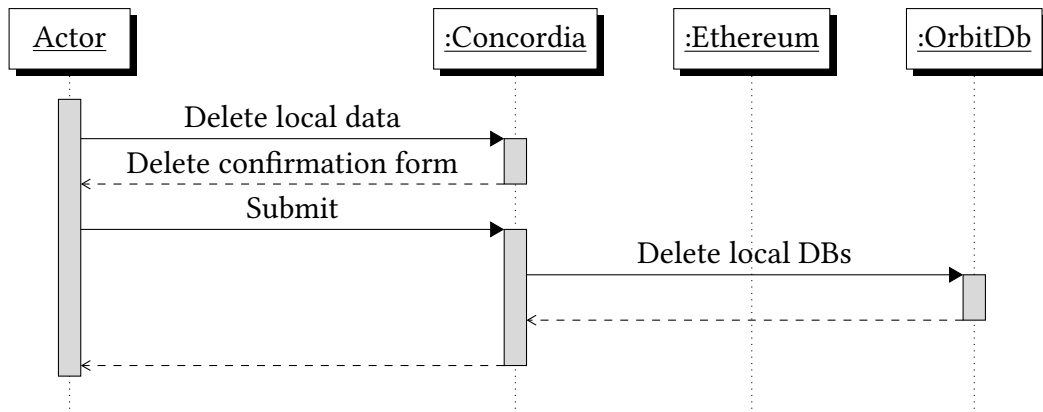 Actor
:Concordia
:Ethereum
:OrbitDb
Delete local data
Delete confirmation form
Submit
Delete local DBs